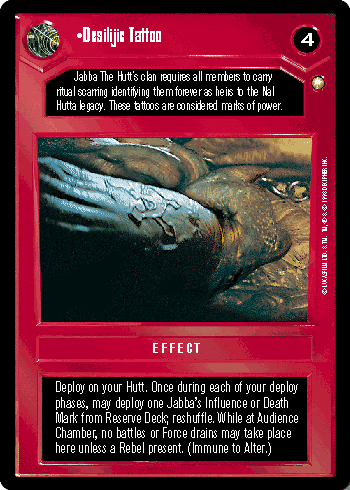 •Desilijic Tattoo
4
Jabba The Hutt's clan requires all members to carry
ritual scarring identifying them forever as heirs to the Nal
Hutta legacy. These tattoos are considered marks of power.
EFFECT
Deploy on your Hutt. Once during each of your deploy
phases, may deploy one Jabba's Influence or Death
Mark from Reserve Deck; reshuffle. While at Audience
Chamber, no battles or Force drains may take place
here unless a Rebel present. (Immune to Alter.)